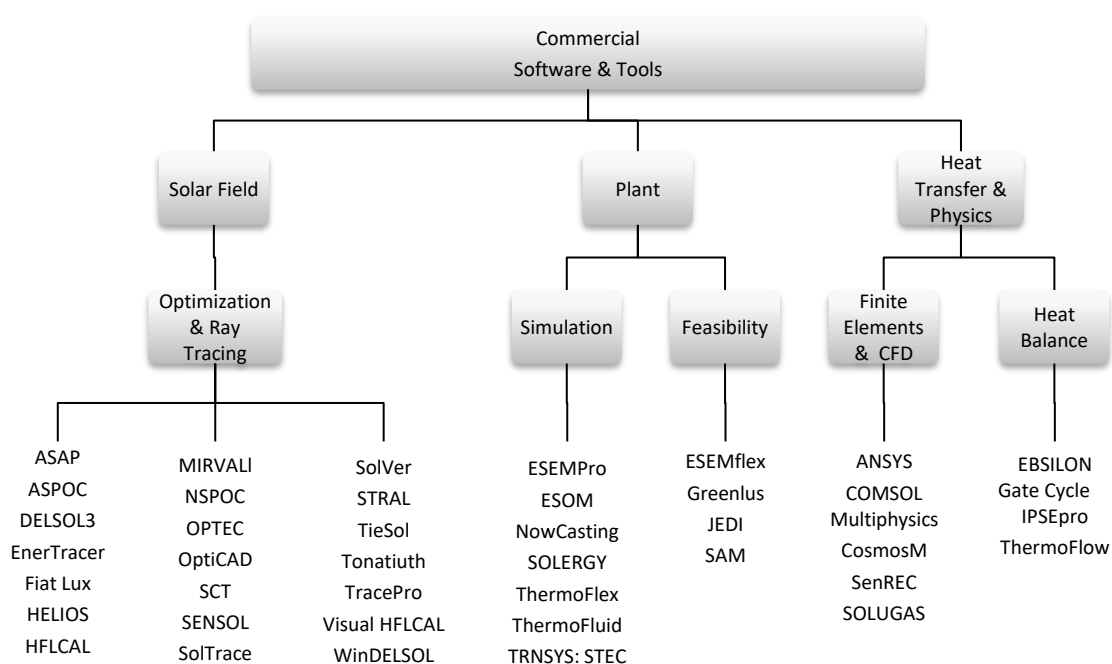 Commercial
Software & Tools
Solar Field
Plant
Heat
Transfer &
Physics
Optimization
& Ray
Tracing
Simulation
Feasibility
Finite
Elements
& CFD
Heat
Balance
ASAP
ASPOC
DELSOL3
EnerTracer
Fiat Lux
HELIOS
HFLCAL
MIRVALl
NSPOC
OPTEC
OptiCAD
SCT
SENSOL
SolTrace
SolVer
STRAL
TieSol
Tonatiuth
TracePro
Visual HFLCAL
WinDELSOL
ESEMPro
ESOM
NowCasting
SOLERGY
ThermoFlex
ThermoFluid
TRNSYS: STEC
ESEMflex
Greenlus
JEDI
SAM
ANSYS
COMSOL
Multiphysics
CosmosM
SenREC
SOLUGAS
EBSILON
Gate Cycle
IPSEpro
ThermoFlow